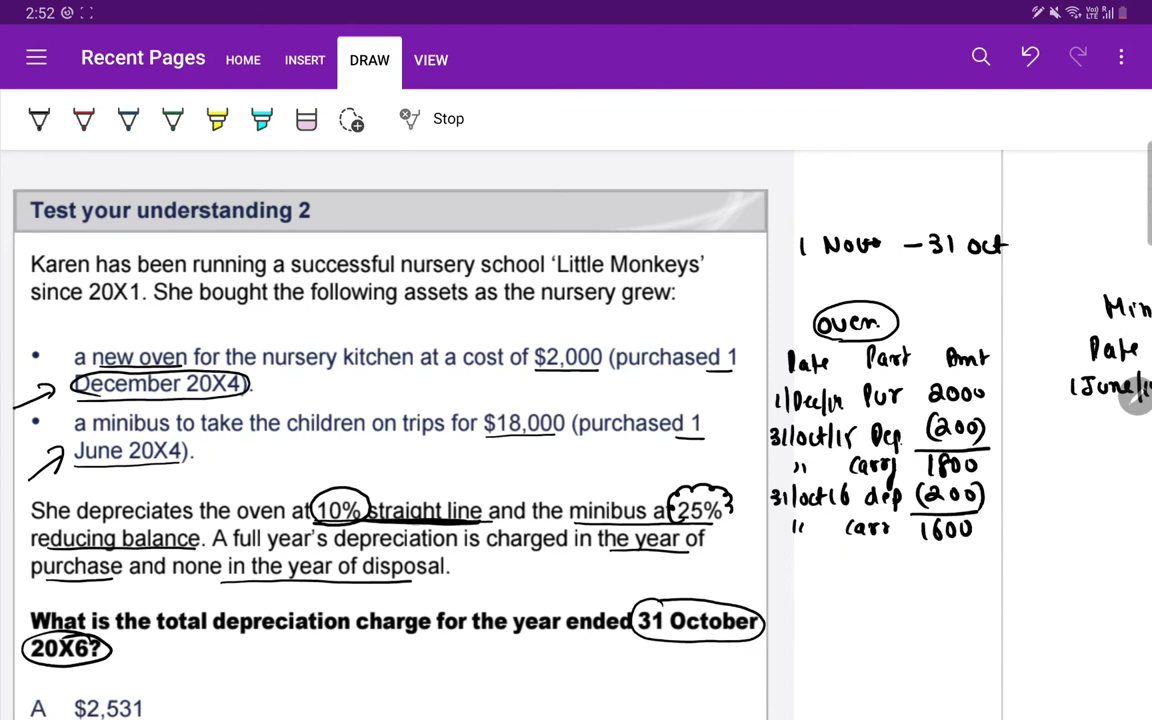 2:52
Recent Pages HOME INSERT DRAW VIEW
Stop
Test your understanding 2
Karen has been running a successful nursery school ‘Little Monkeys’
since 20X1. She bought the following assets as the nursery grew:
• a new oven for the nursery kitchen at a cost of $2,000 (purchased 1
December 20X4).
• a minibus to take the children on trips for $18,000 (purchased 1
June 20X4).
She depreciates the oven at 10% straight line and the minibus at 25%
reducing balance. A full year’s depreciation is charged in the year of
purchase and none in the year of disposal.
What is the total depreciation charge for the year ended 31 October
20X6?
A $2,531
1 Nov - 31 oct
oven
Date Part Amt
Pur 2000
31/oct/15 Dep (200)
" Carry 1800
31/oct 16 dep (200)
" Carr 1600
Min
Date
1June/